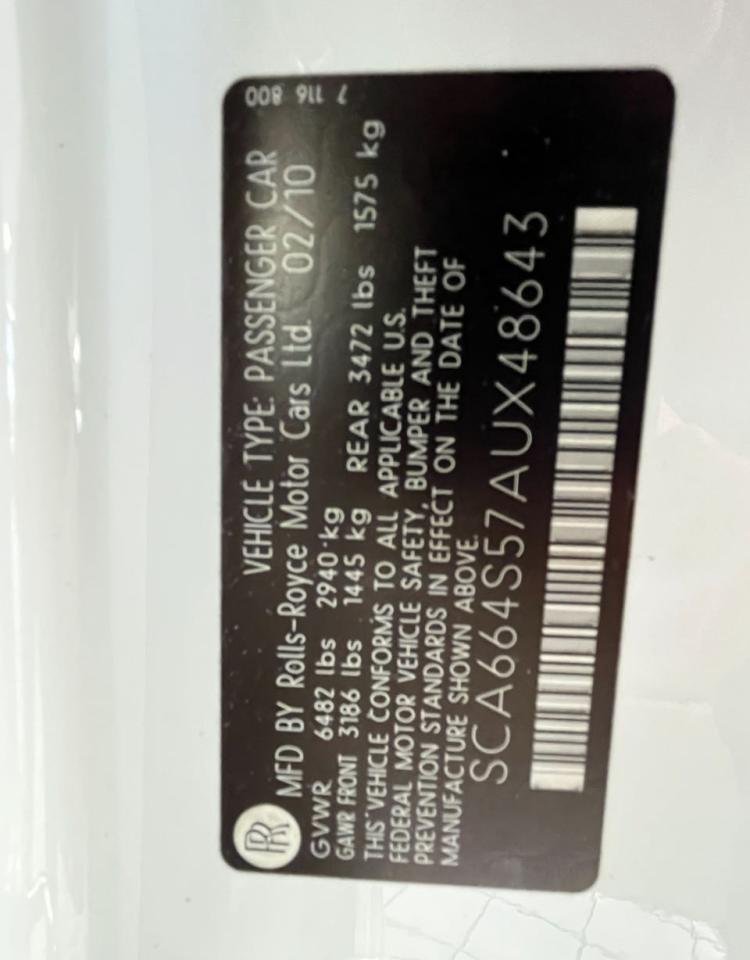 7 116 800
VEHICLE TYPE: PASSENGER CAR
MFD BY Rolls-Royce Motor Cars Ltd. 02/10
GVWR 6482 lbs 2940 kg
GAWR FRONT 3186 lbs 1445 kg REAR 3472 lbs 1575 kg
THIS VEHICLE CONFORMS TO ALL APPLICABLE U.S.
FEDERAL MOTOR VEHICLE SAFETY, BUMPER AND THEFT
PREVENTION STANDARDS IN EFFECT ON THE DATE OF
MANUFACTURE SHOWN ABOVE.
SCA664S57AUX48643
RR